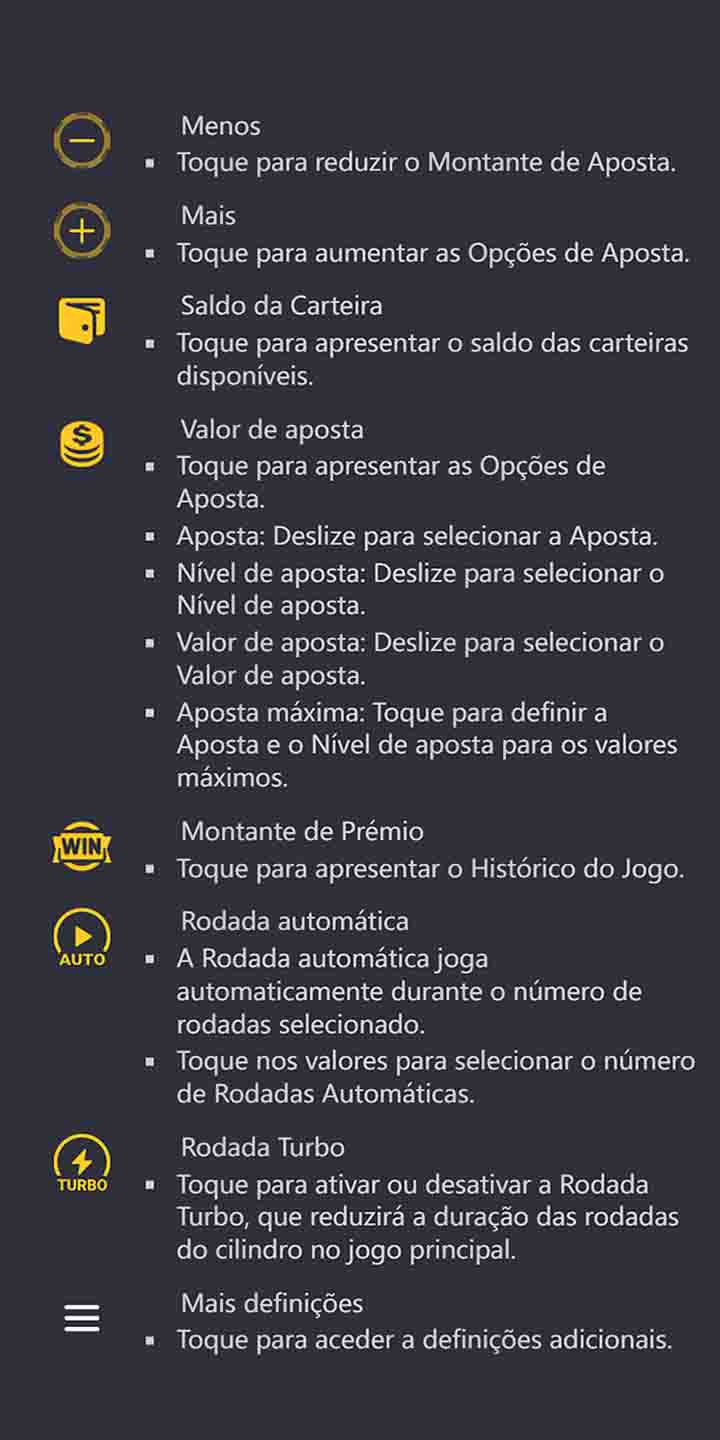 Menos
▪ Toque para reduzir o Montante de Aposta.
Mais
▪ Toque para aumentar as Opções de Aposta.
Saldo da Carteira
▪ Toque para apresentar o saldo das carteiras
disponíveis.
Valor de aposta
▪ Toque para apresentar as Opções de
Aposta.
▪ Aposta: Deslize para selecionar a Aposta.
▪ Nível de aposta: Deslize para selecionar o
Nível de aposta.
▪ Valor de aposta: Deslize para selecionar o
Valor de aposta.
▪ Aposta máxima: Toque para definir a
Aposta e o Nível de aposta para os valores
máximos.
WIN
Montante de Prémio
▪ Toque para apresentar o Histórico do Jogo.
AUTO
Rodada automática
▪ A Rodada automática joga
automaticamente durante o número de
rodadas selecionado.
▪ Toque nos valores para selecionar o número
de Rodadas Automáticas.
TURBO
Rodada Turbo
▪ Toque para ativar ou desativar a Rodada
Turbo, que reduzirá a duração das rodadas
do cilindro no jogo principal.
Mais definições
▪ Toque para aceder a definições adicionais.